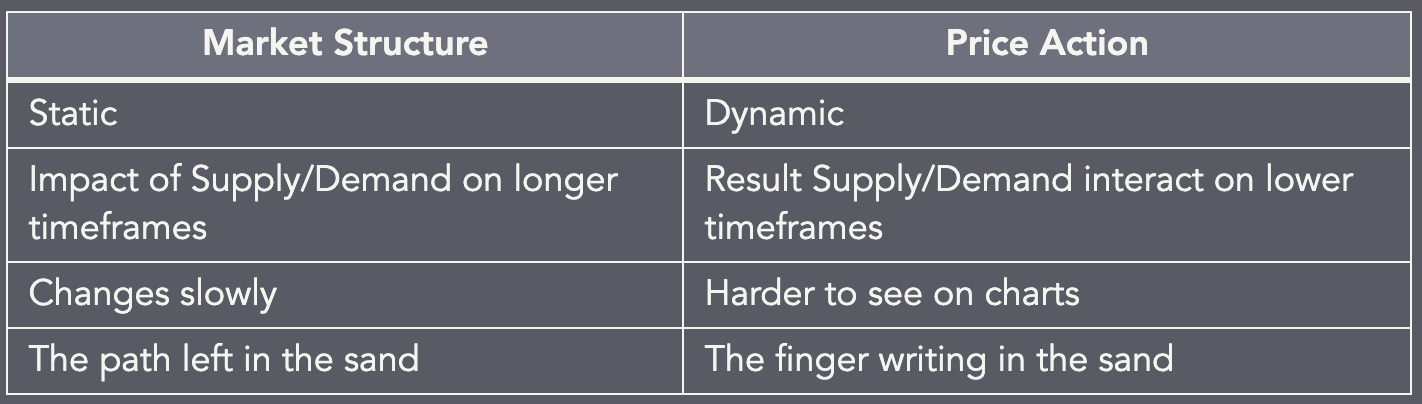 Market Structure
Price Action
Static
Dynamic
Impact of Supply/Demand on longer
timeframes
Result Supply/Demand interact on lower
timeframes
Changes slowly
Harder to see on charts
The path left in the sand
The finger writing in the sand